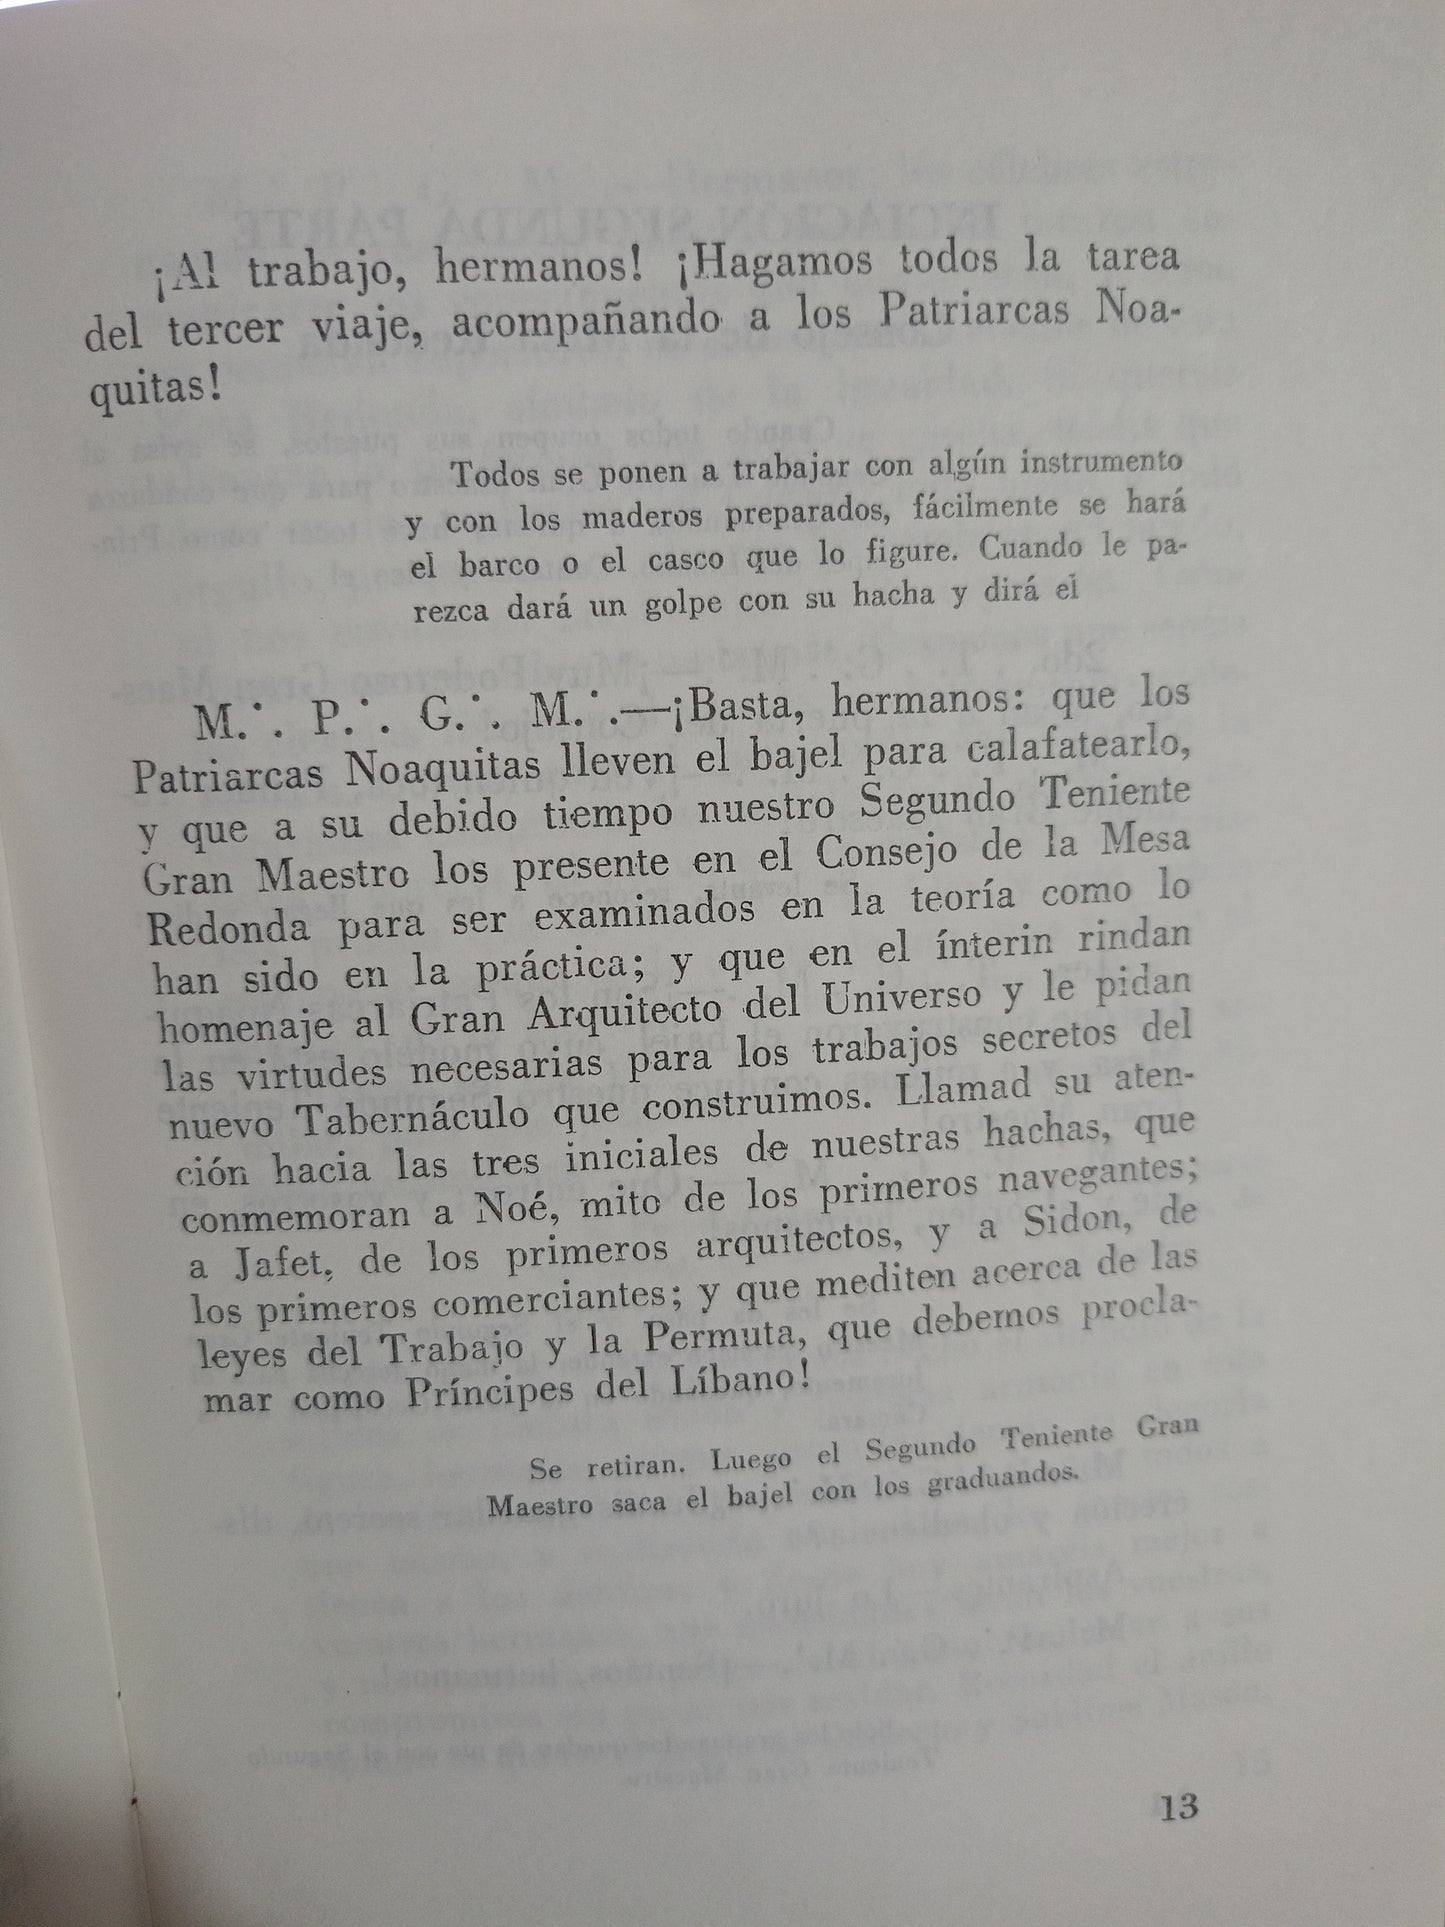 ¡Al trabajo, hermanos! ¡Hagamos todos la tarea
del tercer viaje, acompañando a los Patriarcas Noa-
quitas!
Todos se ponen a trabajar con algún instrumento
y con los maderos preparados, fácilmente se hará
el barco o el casco que lo figure. Cuando le pa-
rezca dará un golpe con su hacha y dirá el
M.˙. P.˙. G.˙. M.˙.—¡Basta, hermanos: que los
Patriarcas Noaquitas lleven el bajel para calafatearlo,
y que a su debido tiempo nuestro Segundo Teniente
Gran Maestro los presente en el Consejo de la Mesa
Redonda para ser examinados en la teoría como lo
han sido en la práctica; y que en el ínterin rindan
homenaje al Gran Arquitecto del Universo y le pidan
las virtudes necesarias para los trabajos secretos del
nuevo Tabernáculo que construimos. Llamad su aten-
ción hacia las tres iniciales de nuestras hachas, que
conmemoran a Noé, mito de los primeros navegantes;
a Jafet, de los primeros arquitectos, y a Sidon, de
los primeros comerciantes; y que mediten acerca de las
leyes del Trabajo y la Permuta, que debemos procla-
mar como Príncipes del Líbano!
Se retiran. Luego el Segundo Teniente Gran
Maestro saca el bajel con los graduandos.
13